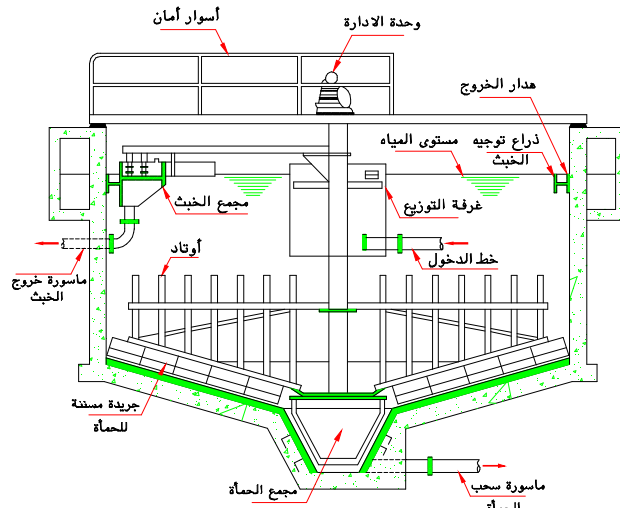 أسوار أمان
وحدة الادارة
هدار الخروج
ذراع توجيه
الخبث
مستوى المياه
مجمع الخبث
غرفة التوزيع
خط الدخول
ماسورة خروج
الخبث
أوتاد
جريدة مسننة
للحمأة
مجمع الحمأة
ماسورة سحب